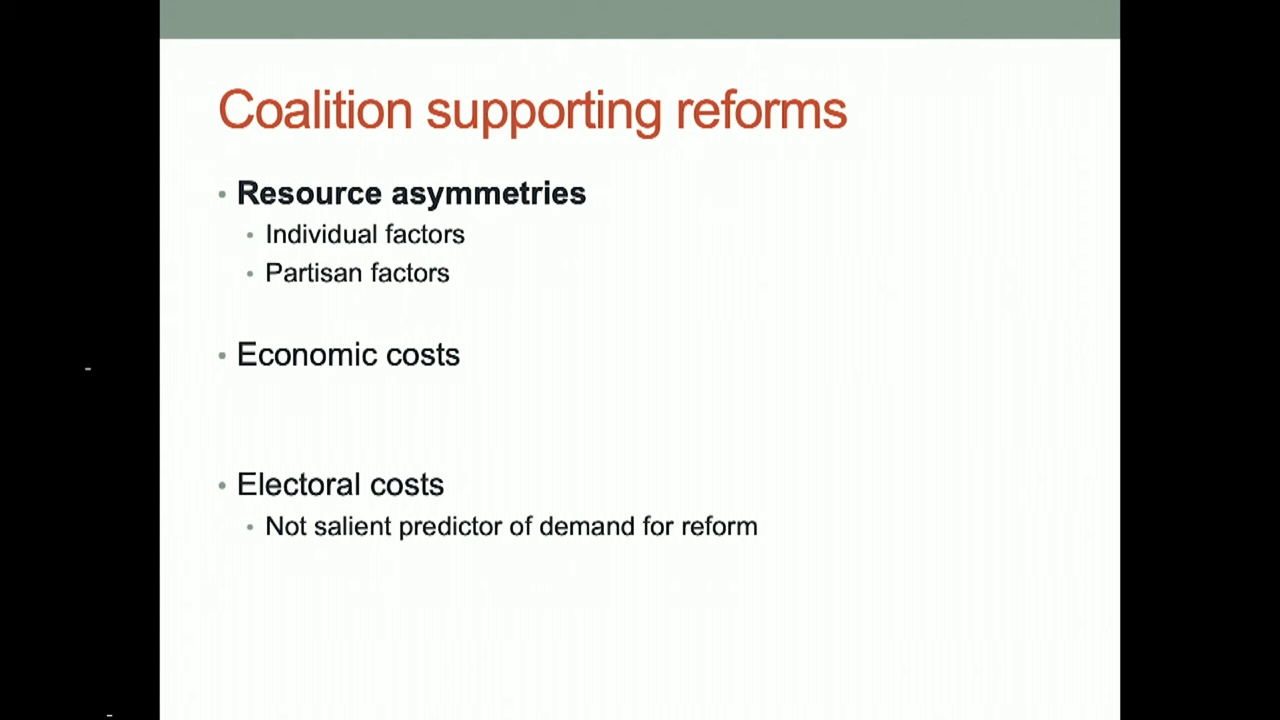 Coalition supporting reforms
• Resource asymmetries
• Individual factors
• Partisan factors
• Economic costs
• Electoral costs
• Not salient predictor of demand for reform